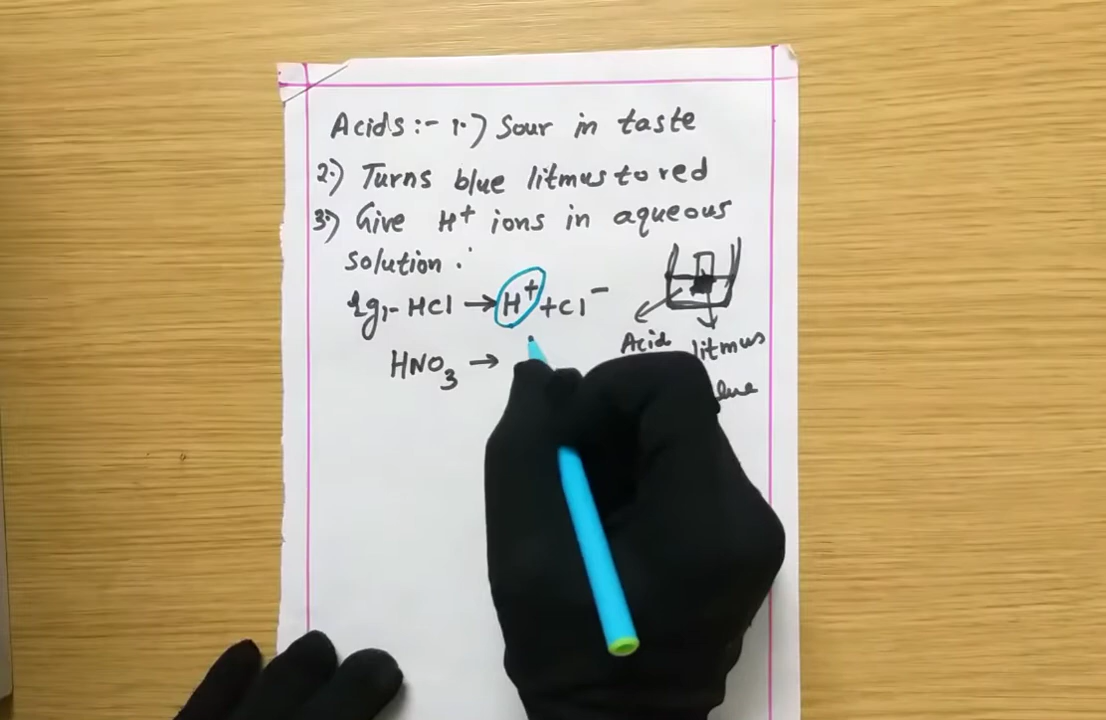 Acids :- 1.) Sour in taste
2.) Turns blue litmus to red
3.) Give H+ ions in aqueous
solution.
Eg,- HCl → H+ + Cl-
Acid litmus
HNO3 →